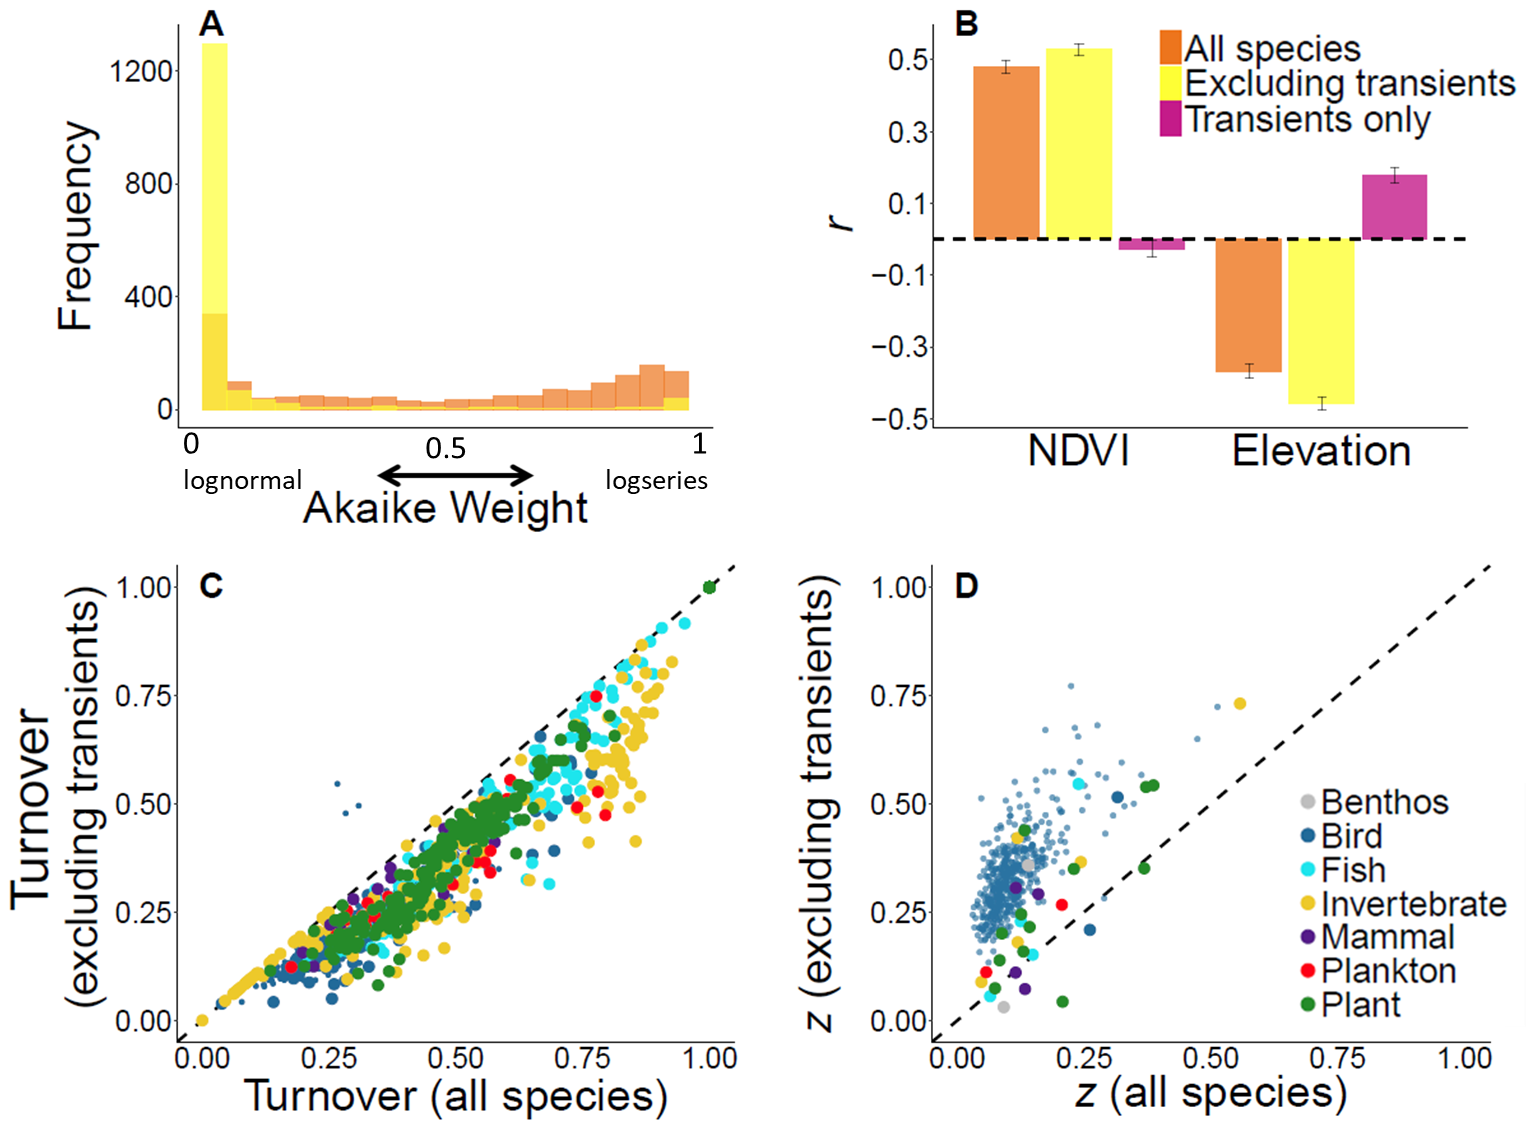 A
1200
800
400
0
Frequency
0
0.5
1
lognormal
logseries
Akaike Weight
B
All species
Excluding transients
Transients only
0.5
0.3
0.1
−0.1
−0.3
−0.5
r
NDVI
Elevation
C
1.00
0.75
0.50
0.25
0.00
Turnover
(excluding transients)
0.00
0.25
0.50
0.75
1.00
Turnover (all species)
D
1.00
0.75
0.50
0.25
0.00
z (excluding transients)
Benthos
Bird
Fish
Invertebrate
Mammal
Plankton
Plant
0.00
0.25
0.50
0.75
1.00
z (all species)